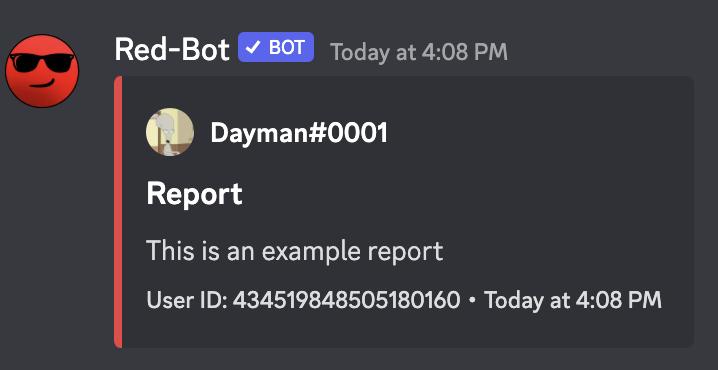 Red-Bot ✓ BOT Today at 4:08 PM
Dayman#0001
Report
This is an example report
User ID: 434519848505180160 • Today at 4:08 PM